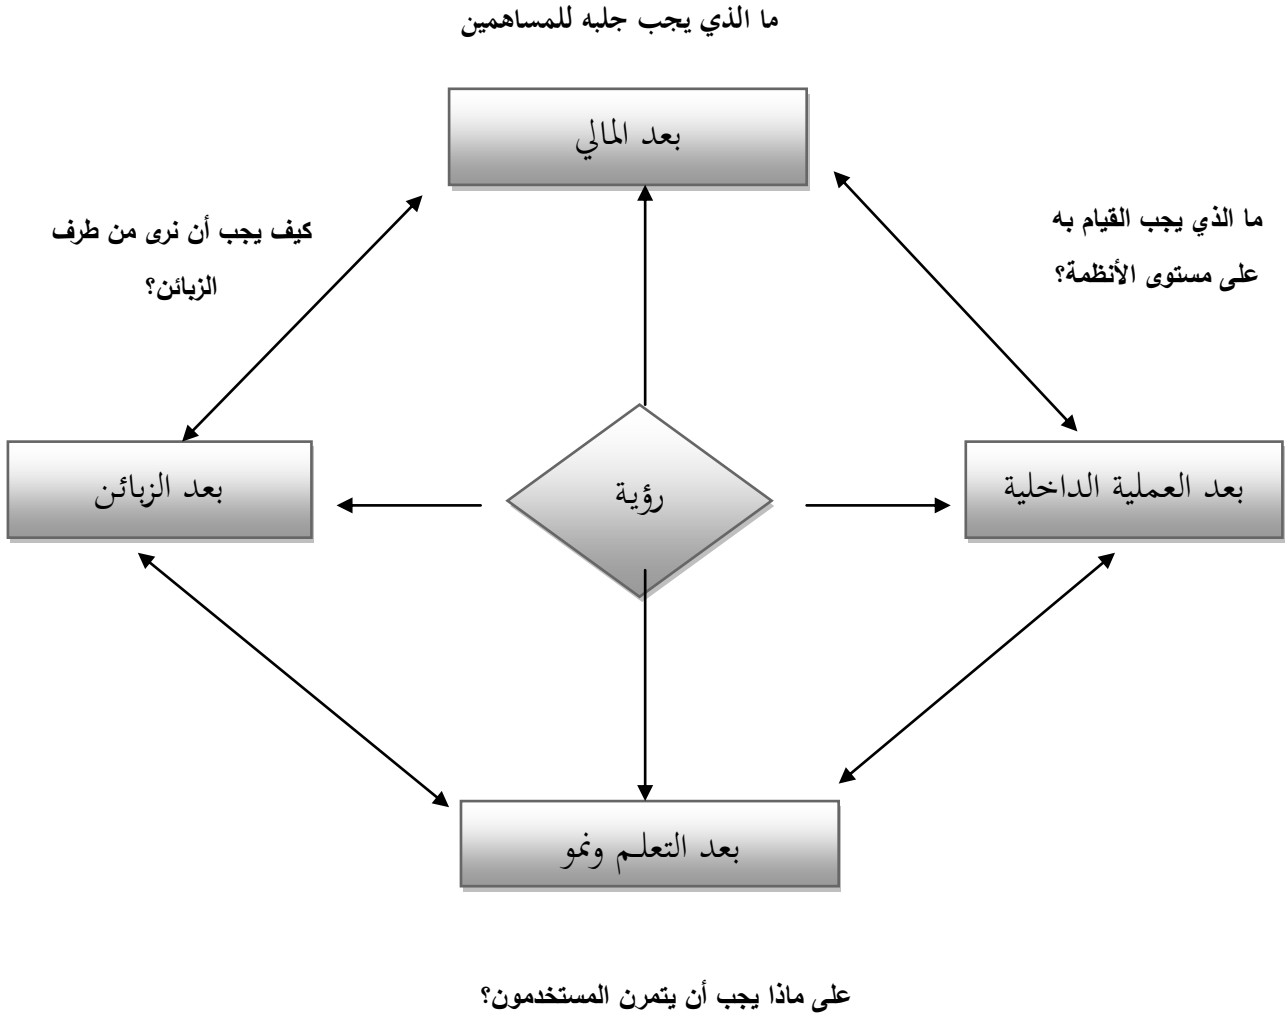 ما الذي يجب جلبه للمساهمين
بعد المالي
ما الذي يجب القيام به
على مستوى الأنظمة؟
كيف يجب أن نرى من طرف
الزبائن؟
بعد العملية الداخلية
رؤية
بعد الزبائن
بعد التعلم ونمو
على ماذا يجب أن يتمرن المستخدمون؟